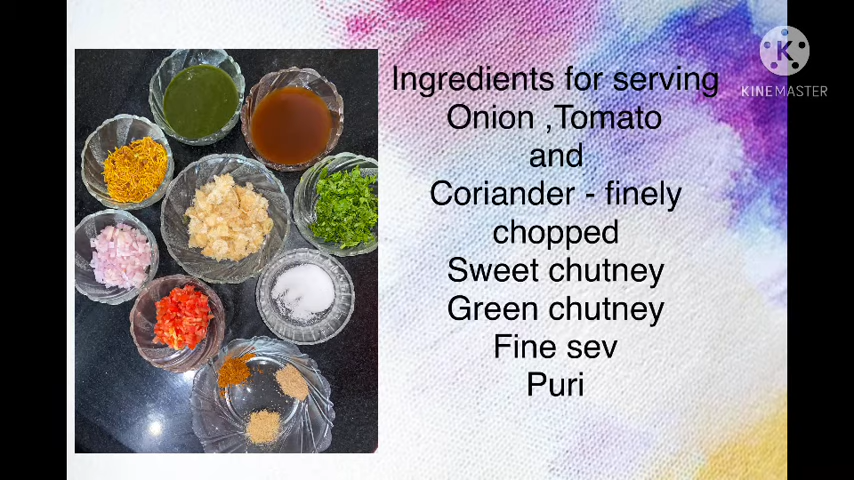 Ingredients for serving
Onion ,Tomato
and
Coriander - finely
chopped
Sweet chutney
Green chutney
Fine sev
Puri
K
KINEMASTER